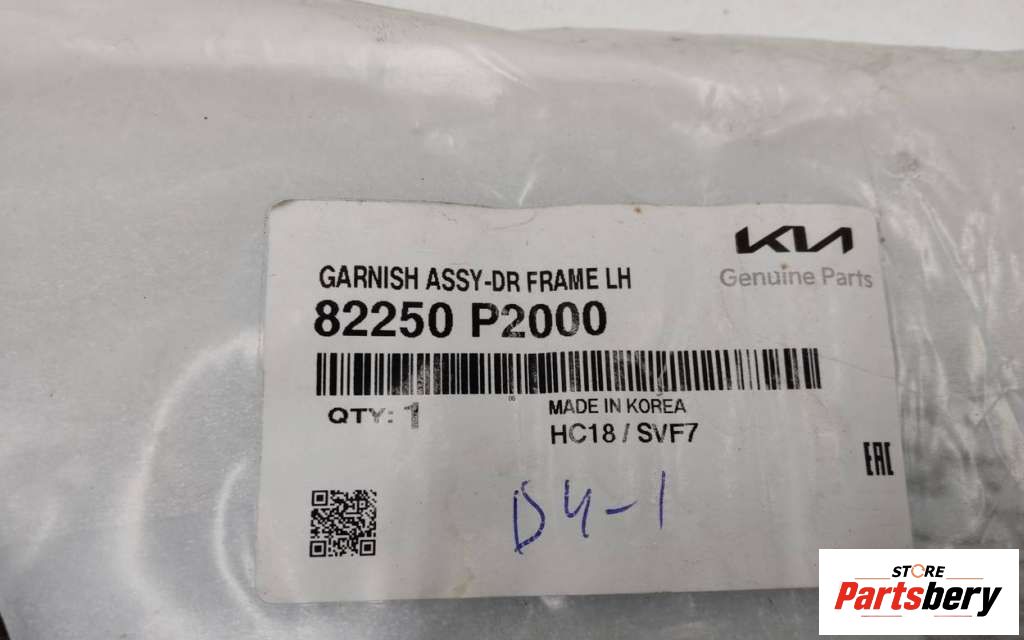 KIA
Genuine Parts
GARNISH ASSY-DR FRAME LH
82250 P2000
06
QTY: 1
MADE IN KOREA
HC18 / SVF7
EAC
D4-1
STORE
Partsbery